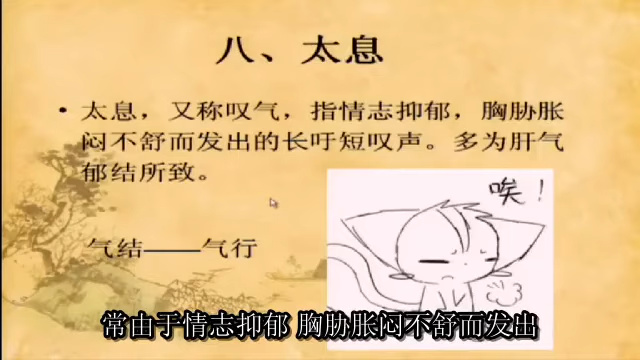 八、太息
• 太息，又称叹气，指情志抑郁，胸胁胀
闷不舒而发出的长吁短叹声。多为肝气
郁结所致。
唉！
气结——气行
常由于情志抑郁 胸胁胀闷不舒而发出